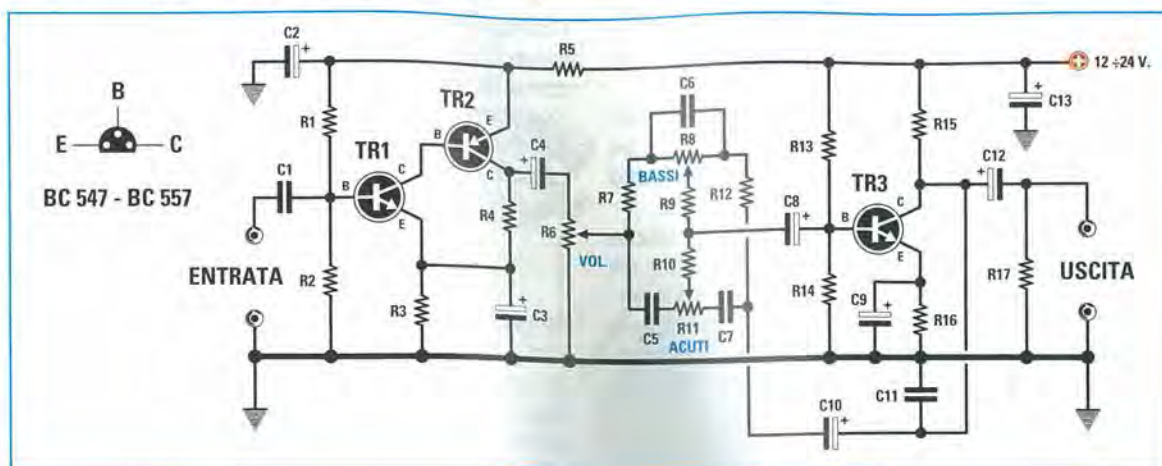 C2
+
R5
12 ÷24 V.
B
E
C
BC 547 - BC 557
R1
TR1
B
C
E
TR2
B
E
C
C4
+
C6
R8
BASSI
R13
R15
C13
+
C1
R7
R9
R12
C8
+
TR3
B
C
E
C12
+
ENTRATA
R2
R3
R4
R6
VOL.
R10
R14
C9
+
R16
R17
USCITA
C3
+
C5
R11
C7
ACUTI
C10
+
C11